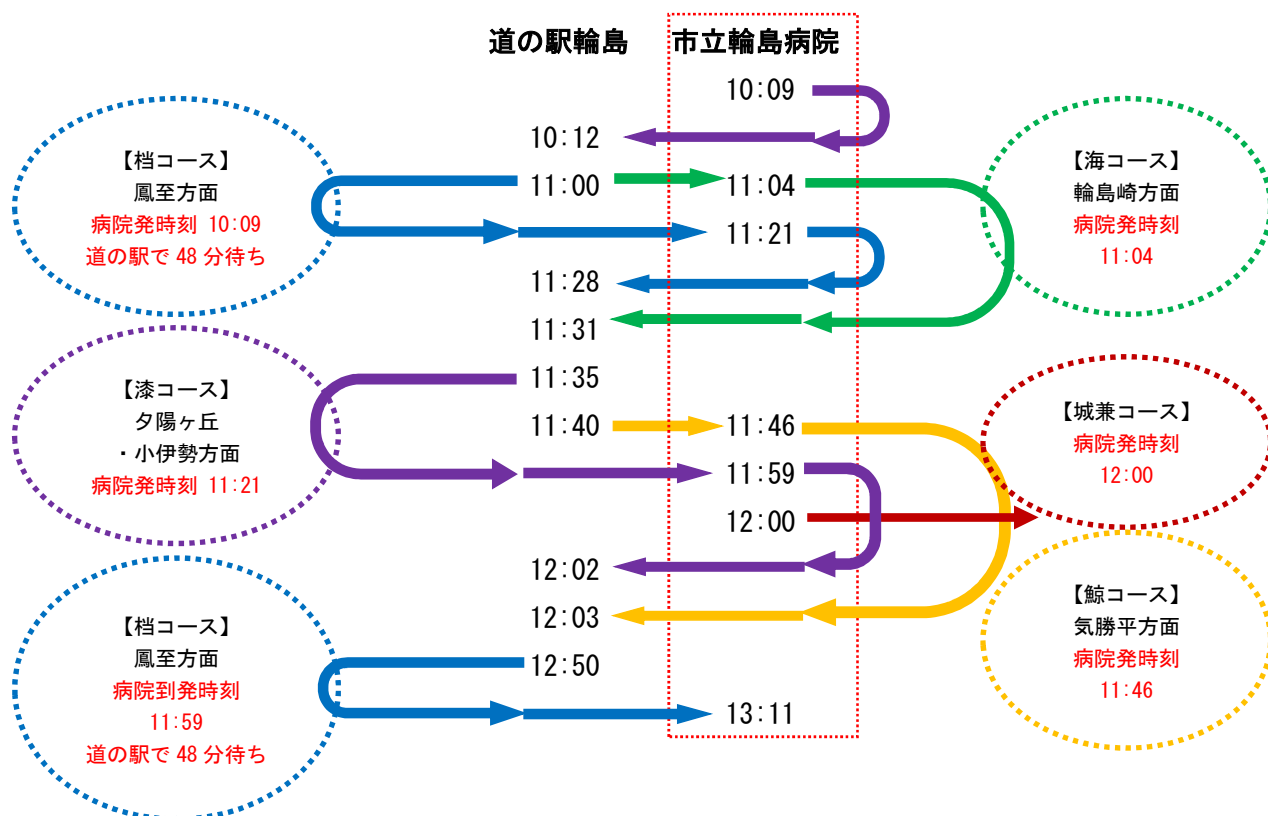 道の駅輪島
市立輪島病院
10:09
10:12
11:00
11:04
11:21
11:28
11:31
11:35
11:40
11:46
11:59
12:00
12:02
12:03
12:50
13:11
【档コース】
鳳至方面
病院発時刻 10:09
道の駅で 48 分待ち
【漆コース】
夕陽ヶ丘
・小伊勢方面
病院発時刻 11:21
【档コース】
鳳至方面
病院到発時刻
11:59
道の駅で 48 分待ち
【海コース】
輪島崎方面
病院発時刻
11:04
【城兼コース】
病院発時刻
12:00
【鯨コース】
気勝平方面
病院発時刻
11:46